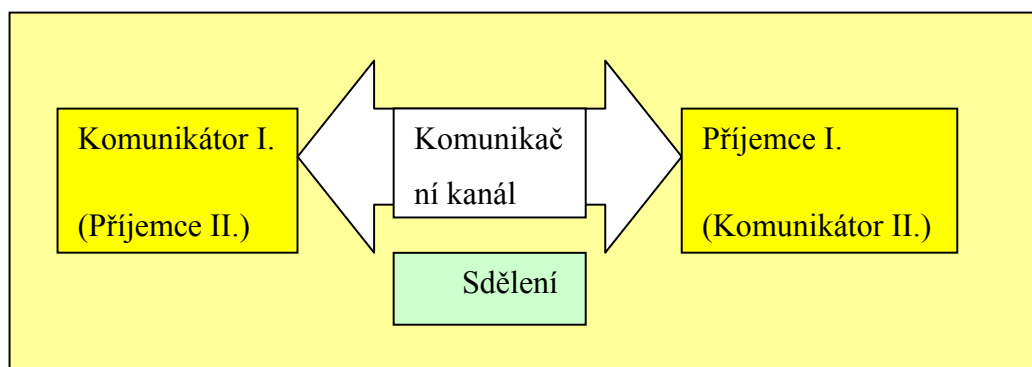 Komunikátor I.
(Příjemce II.)
Komunikač
ní kanál
Sdělení
Příjemce I.
(Komunikátor II.)